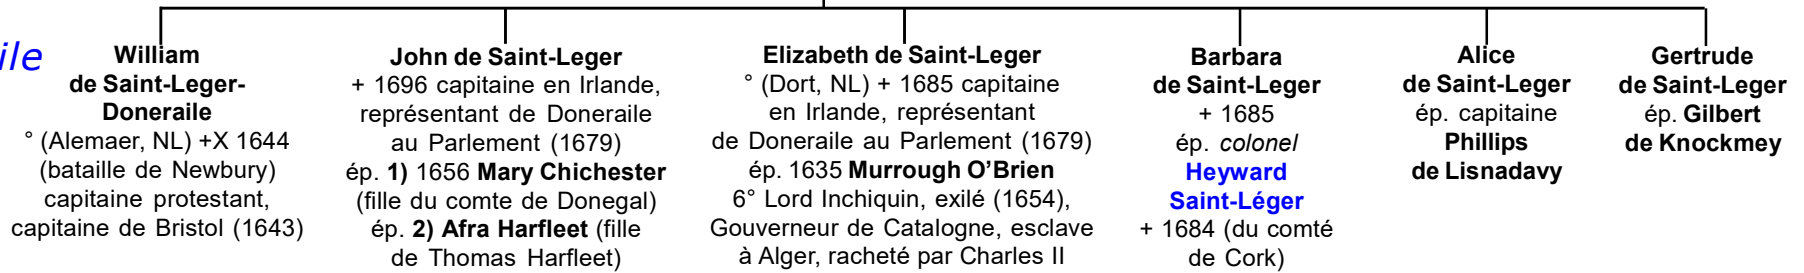 ile
William
de Saint-Leger-
Doneraile
° (Alemaer, NL) +X 1644
(bataille de Newbury)
capitaine protestant,
capitaine de Bristol (1643)
John de Saint-Leger
+ 1696 capitaine en Irlande,
représentant de Doneraile
au Parlement (1679)
ép. 1) 1656 Mary Chichester
(fille du comte de Donegal)
ép. 2) Afra Harfleet (fille
de Thomas Harfleet)
Elizabeth de Saint-Leger
° (Dort, NL) + 1685 capitaine
en Irlande, représentant
de Doneraile au Parlement (1679)
ép. 1635 Murrough O’Brien
6° Lord Inchiquin, exilé (1654),
Gouverneur de Catalogne, esclave
à Alger, racheté par Charles II
Barbara
de Saint-Leger
+ 1685
ép. colonel
Heyward
Saint-Léger
+ 1684 (du comté
de Cork)
Alice
de Saint-Leger
ép. capitaine
Phillips
de Lisnadavy
Gertrude
de Saint-Leger
ép. Gilbert
de Knockmey